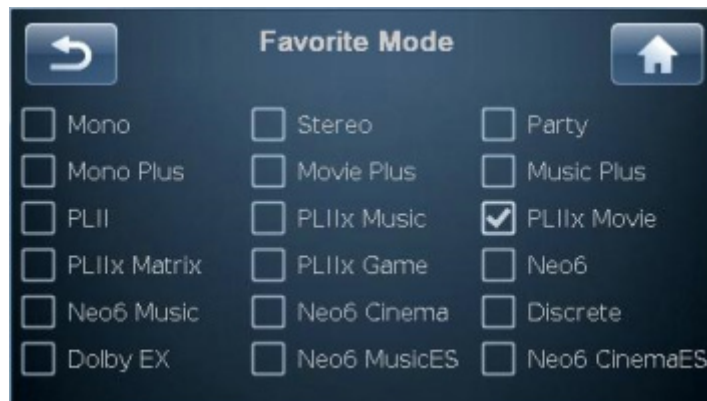 Favorite Mode
Mono Stereo Party
Mono Plus Movie Plus Music Plus
PLII PLIIx Music PLIIx Movie
PLIIx Matrix PLIIx Game Neo6
Neo6 Music Neo6 Cinema Discrete
Dolby EX Neo6 MusicES Neo6 CinemaES